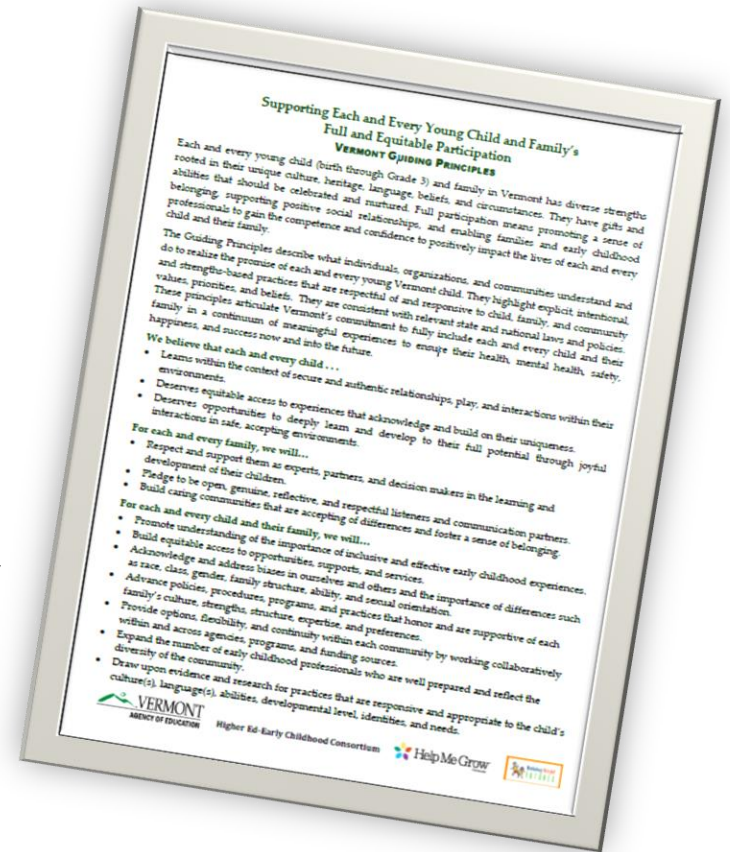 Supporting Each and Every Young Child and Family's
Full and Equitable Participation
VERMONT GUIDING PRINCIPLES
Each and every young child (birth through Grade 3) and family in Vermont has diverse strengths
rooted in their unique culture, heritage, language, beliefs, and circumstances. They have gifts and
abilities that should be celebrated and nurtured. Full participation means promoting a sense of
belonging, supporting positive social relationships, and enabling families and early childhood
professionals to gain the competence and confidence to positively impact the lives of each and every
child and their family.
The Guiding Principles describe what individuals, organizations, and communities understand and
do to realize the promise of each and every young Vermont child. They highlight explicit, intentional,
and strengths-based practices that are respectful of and responsive to child, family, and community
values, priorities, and beliefs. They are consistent with relevant state and national laws and policies.
These principles articulate Vermont's commitment to fully include each and every child and their
family in a continuum of meaningful experiences to ensure their health, mental health, safety,
happiness, and success now and into the future.
We believe that each and every child . . .
• Learns within the context of secure and authentic relationships, play, and interactions within their
environments.
• Deserves equitable access to experiences that acknowledge and build on their uniqueness.
• Deserves opportunities to deeply learn and develop to their full potential through joyful
interactions in safe, accepting environments.
For each and every family, we will...
• Respect and support them as experts, partners, and decision makers in the learning and
development of their children.
• Pledge to be open, genuine, reflective, and respectful listeners and communication partners.
• Build caring communities that are accepting of differences and foster a sense of belonging.
For each and every child and their family, we will...
• Promote understanding of the importance of inclusive and effective early childhood experiences.
• Build equitable access to opportunities, supports, and services.
• Acknowledge and address biases in ourselves and others and the importance of differences such
as race, class, gender, family structure, ability, and sexual orientation.
• Advance policies, procedures, programs, and practices that honor and are supportive of each
family's culture, strengths, structure, expertise, and preferences.
• Provide options, flexibility, and continuity within each community by working collaboratively
within and across agencies, programs, and funding sources.
• Expand the number of early childhood professionals who are well prepared and reflect the
diversity of the community.
• Draw upon evidence and research for practices that are responsive and appropriate to the child's
culture(s), language(s), abilities, developmental level, identities, and needs.
VERMONT
AGENCY OF EDUCATION
Higher Ed-Early Childhood Consortium
Help Me Grow